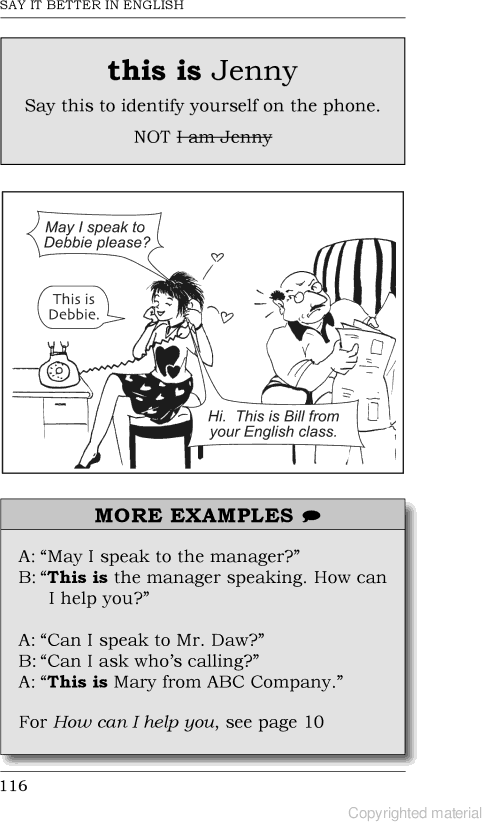 SAY IT BETTER IN ENGLISH
this is Jenny
Say this to identify yourself on the phone.
NOT I am Jenny
May I speak to
Debbie please?
This is
Debbie.
Hi. This is Bill from
your English class.
MORE EXAMPLES
A: “May I speak to the manager?”
B: “This is the manager speaking. How can
I help you?”
A: “Can I speak to Mr. Daw?”
B: “Can I ask who’s calling?”
A: “This is Mary from ABC Company.”
For How can I help you, see page 10
116
Copyrighted material